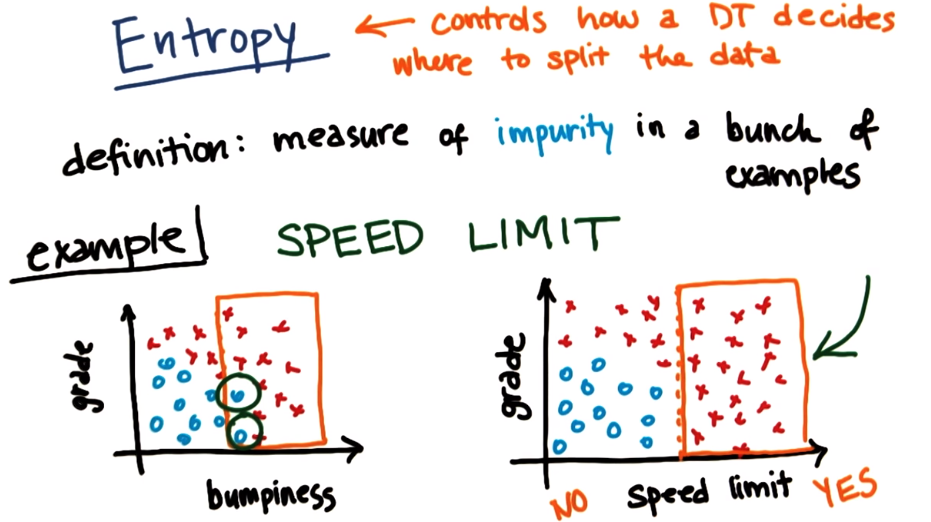 Entropy
controls how a DT decides
where to split the data
definition: measure of impurity in a bunch of
examples
example
SPEED LIMIT
grade
bumpiness
grade
NO speed limit YES